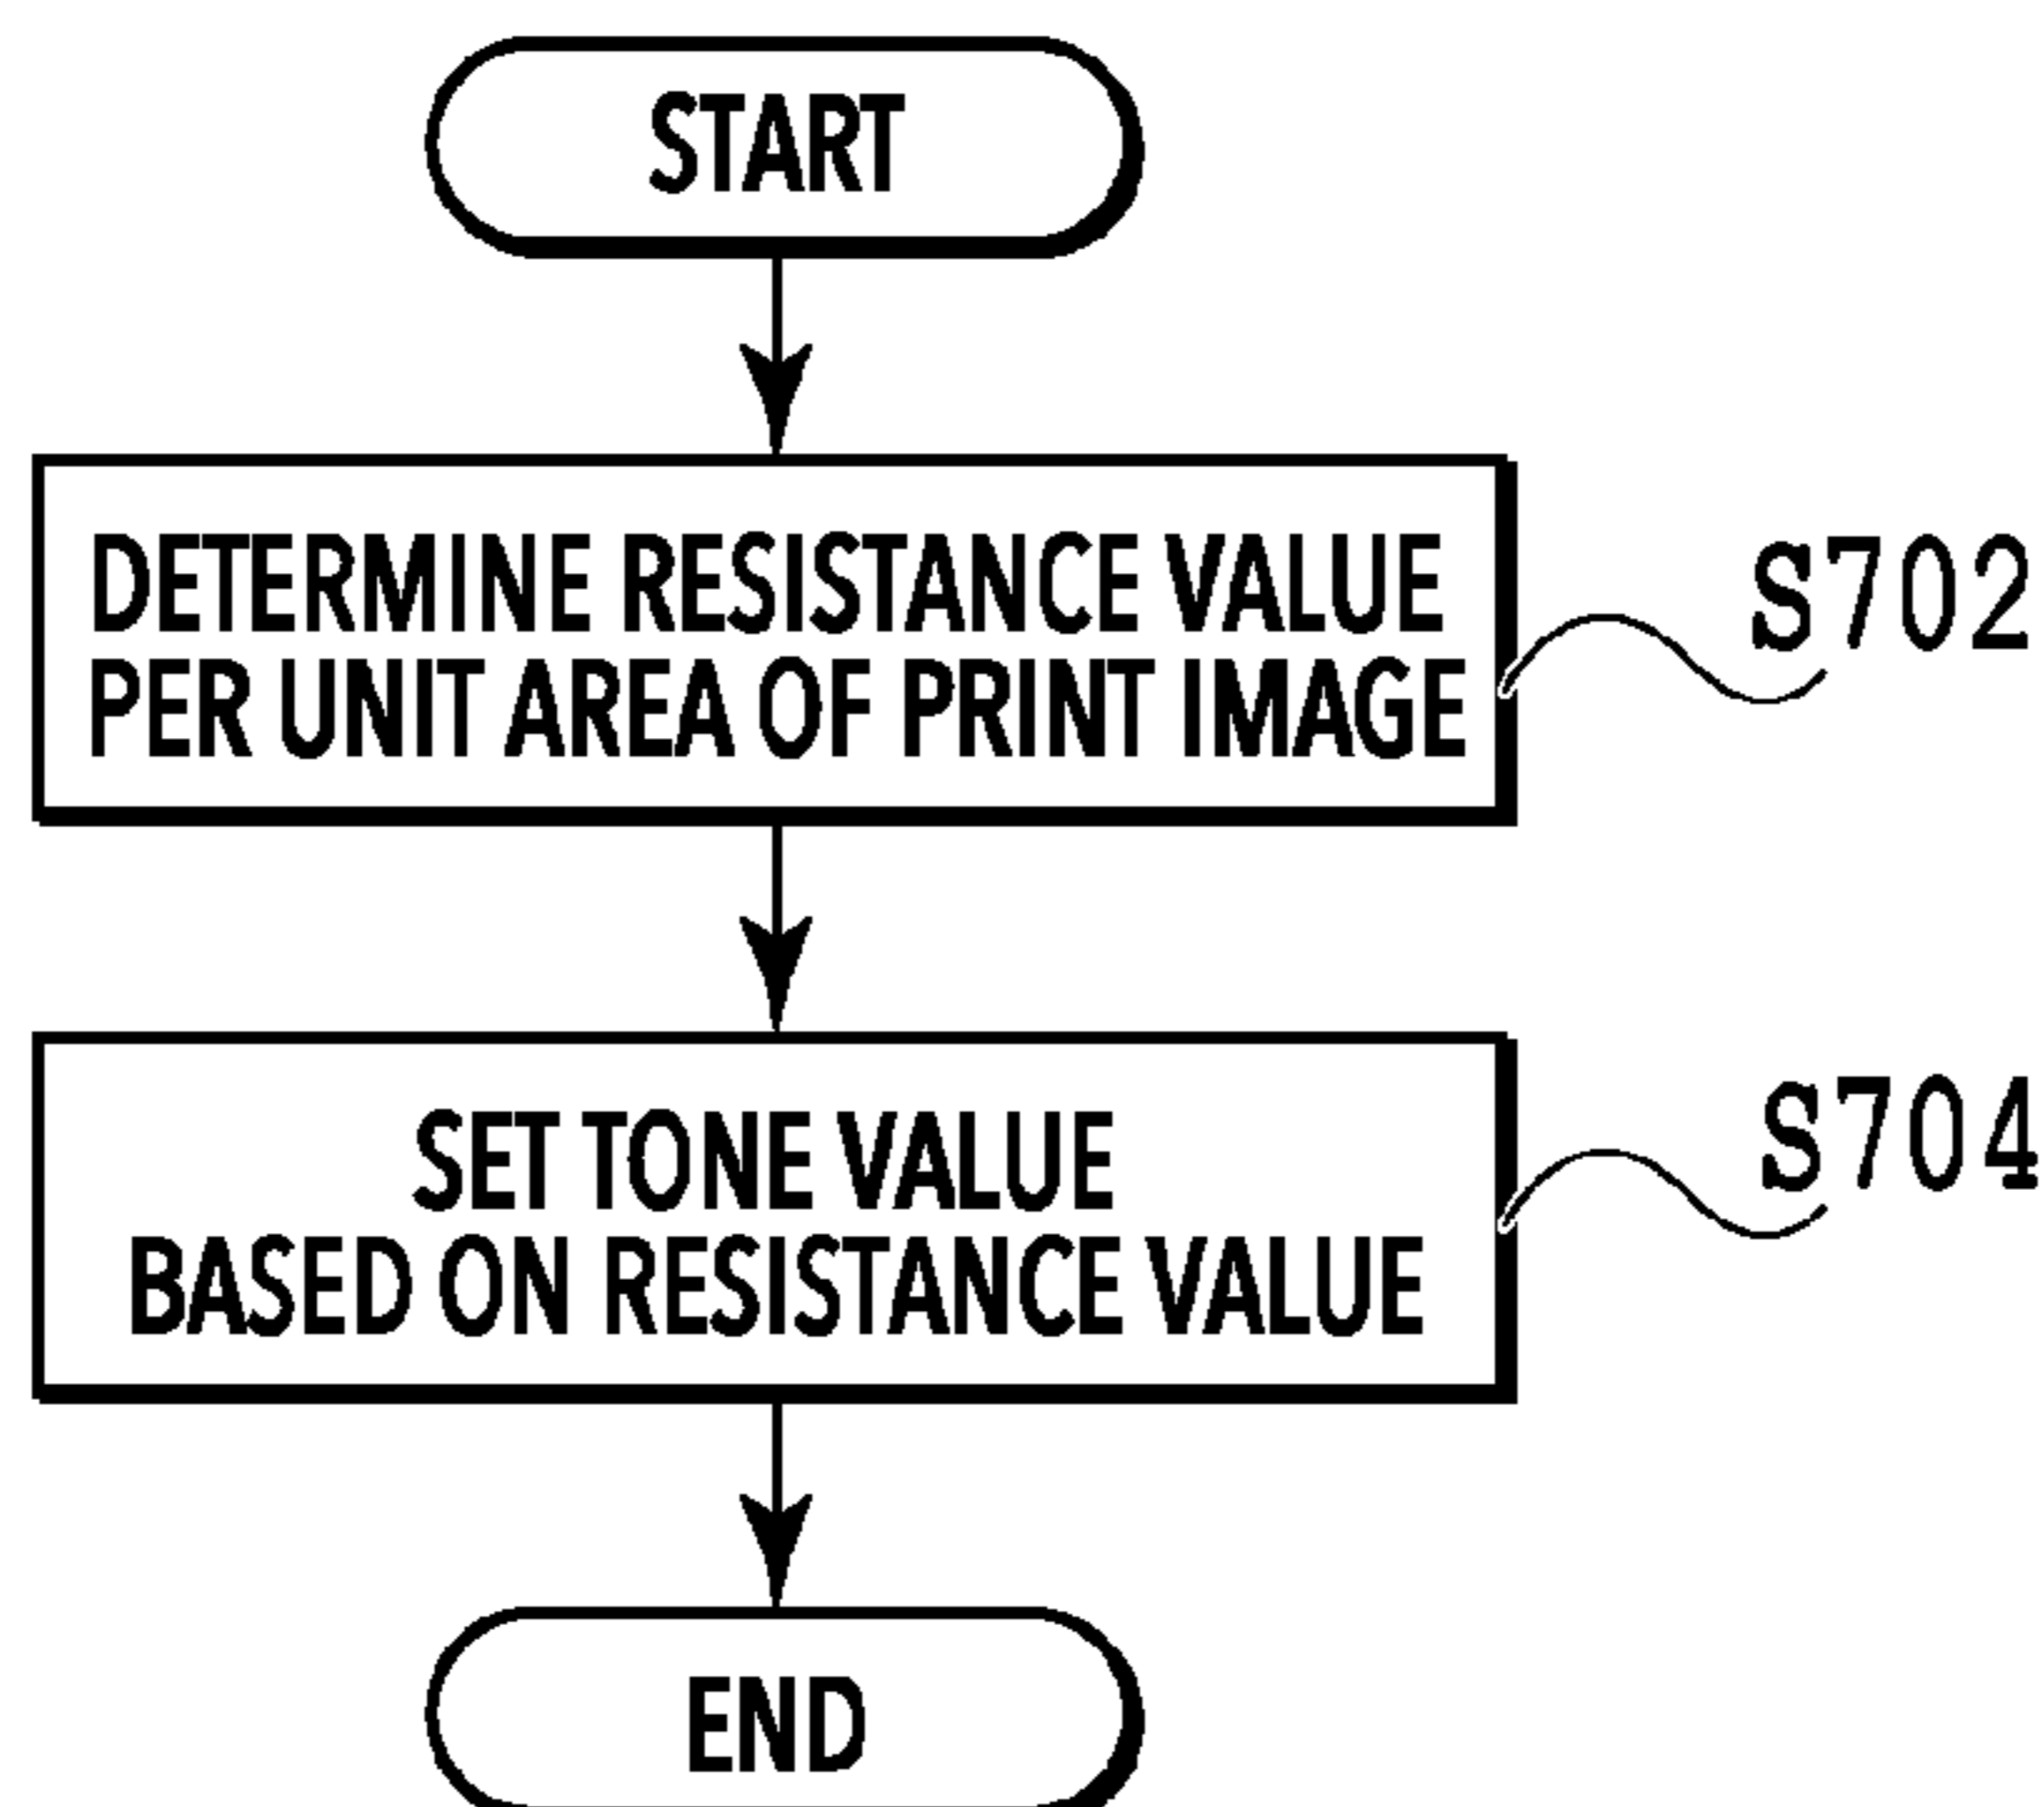 START
DETERMINE RESISTANCE VALUE
PER UNIT AREA OF PRINT IMAGE
S702
SET TONE VALUE
BASED ON RESISTANCE VALUE
S704
END